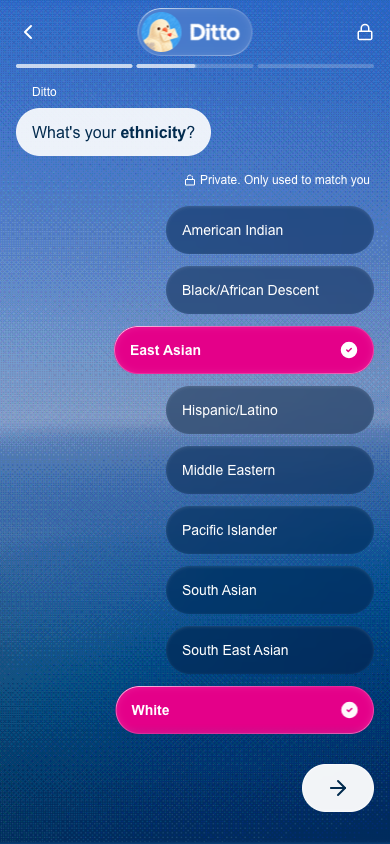 Ditto
Ditto
What's your ethnicity?
Private. Only used to match you
American Indian
Black/African Descent
East Asian
Hispanic/Latino
Middle Eastern
Pacific Islander
South Asian
South East Asian
White